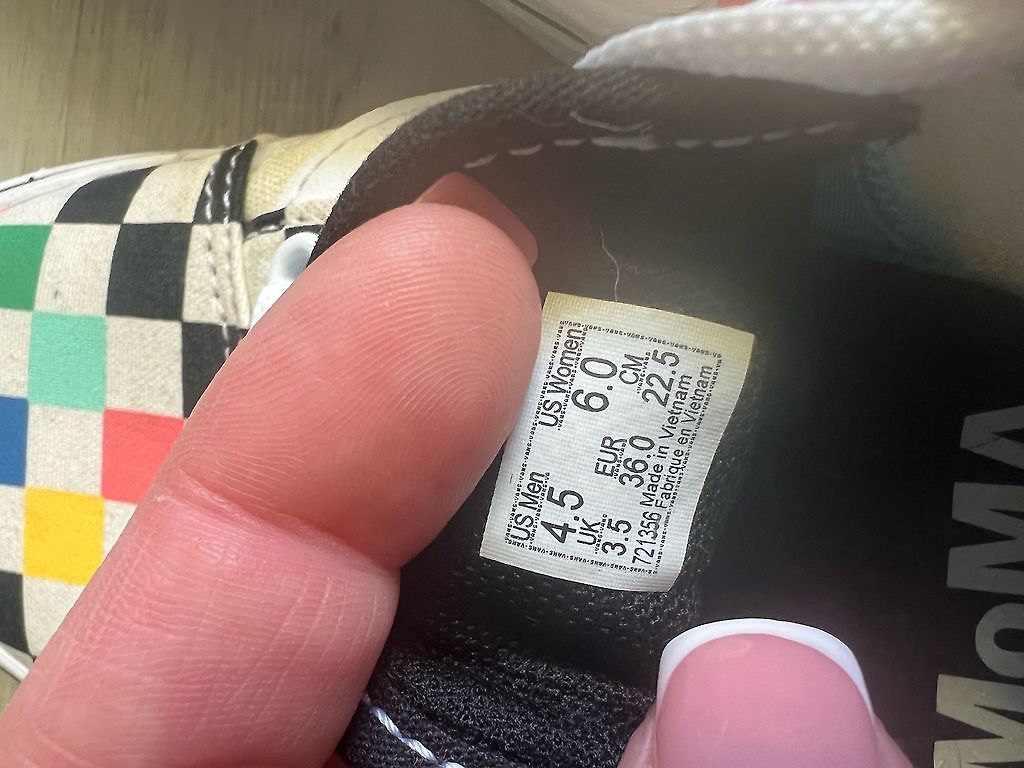 US Men US Women
4.5 6.0
UK EUR CM
3.5 36.0 22.5
721356 Made in Vietnam
Fabrique en Vietnam
MoMA